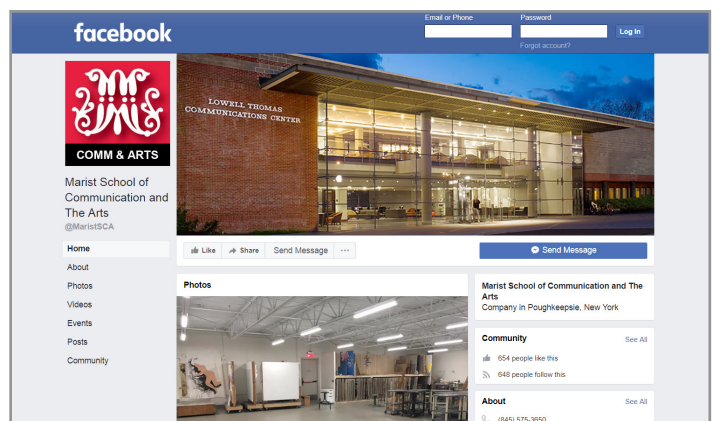 Email or Phone
Password
facebook
Log In
Forgot account?
LOWELL THOMAS
COMMUNICATIONS CENTER
COMM & ARTS
Marist School of
Communication and
The Arts
@MaristSCA
Home
About
Photos
Videos
Events
Posts
Community
Like
Share
Send Message
...
Send Message
Photos
Marist School of Communication and The
Arts
Company in Poughkeepsie, New York
Community
See All
654 people like this
648 people follow this
About
See All
(845) 575-3650